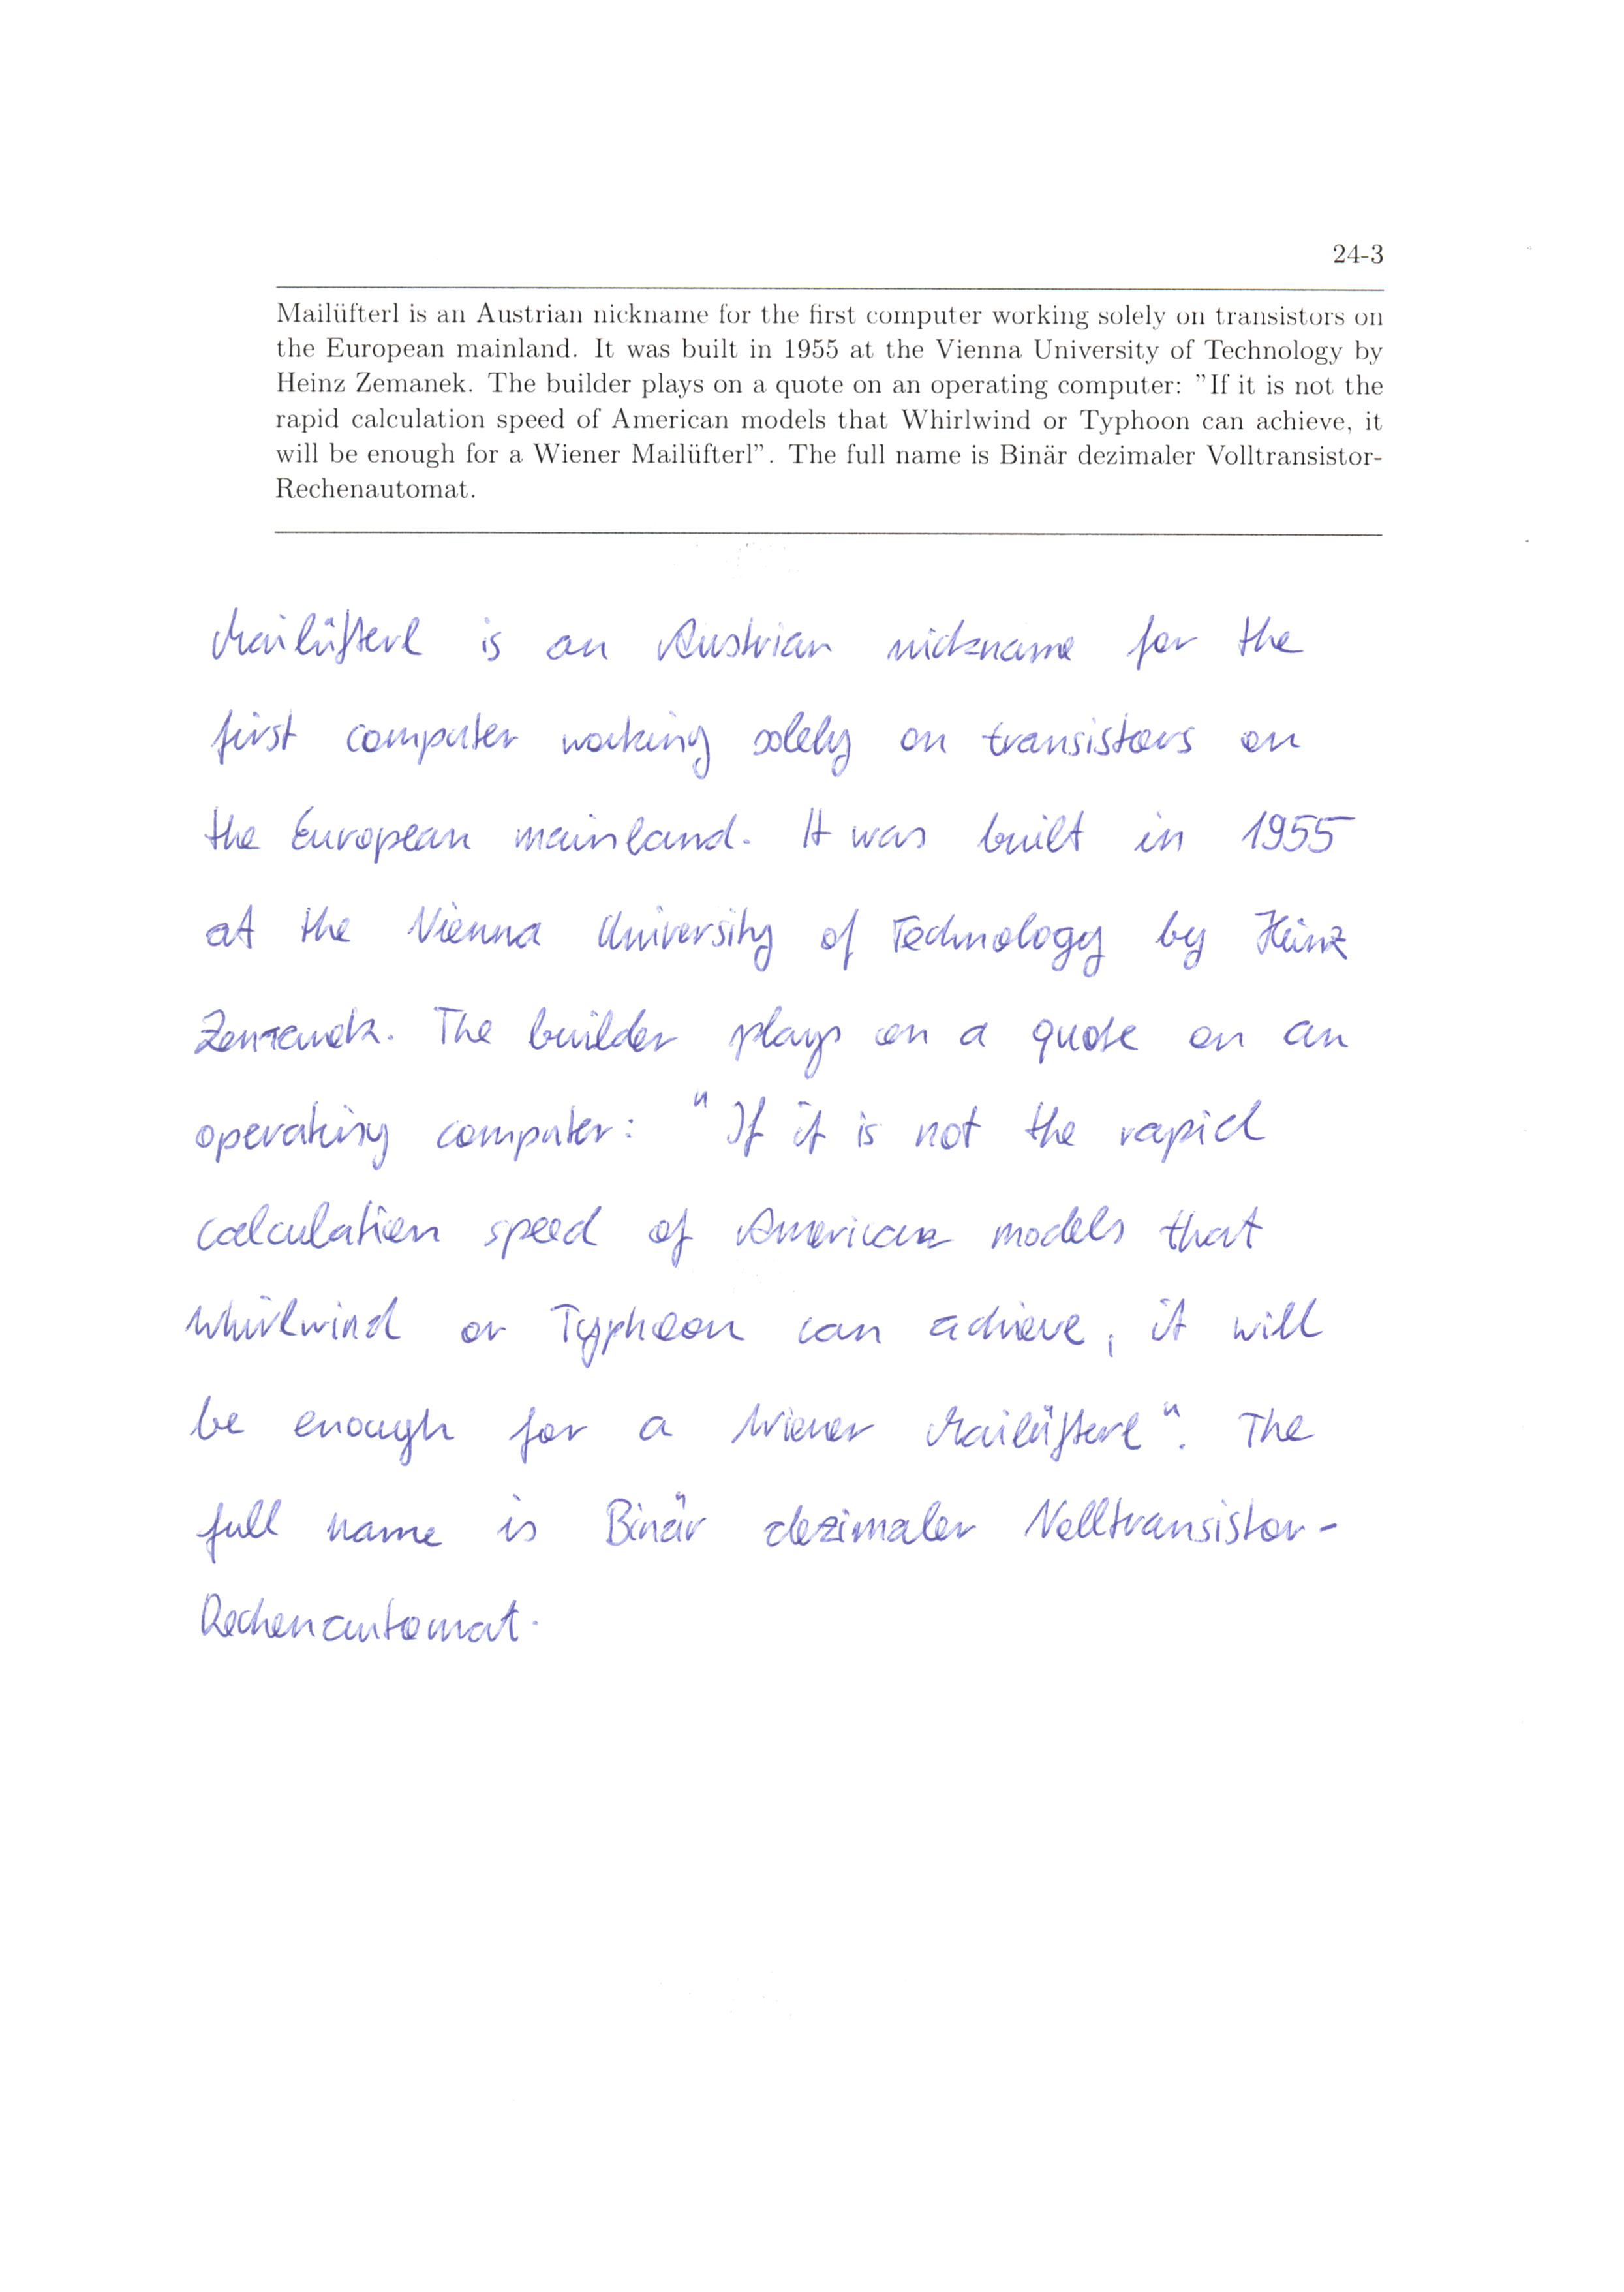 24-3
Mailüfterl is an Austrian nickname for the first computer working solely on transistors on
the European mainland. It was built in 1955 at the Vienna University of Technology by
Heinz Zemanek. The builder plays on a quote on an operating computer: ”If it is not the
rapid calculation speed of American models that Whirlwind or Typhoon can achieve, it
will be enough for a Wiener Mailüfterl”. The full name is Binär dezimaler Volltransistor-
Rechenautomat.
Mailüfterl is an Austrian nickname for the
first computer working solely on transistors on
the European mainland. It was built in 1955
at the Vienna University of Technology by Heinz
Zemanek. The builder plays on a quote on an
operating computer: "If it is not the rapid
calculation speed of American models that
Whirlwind or Typhoon can achieve, it will
be enough for a Wiener Mailüfterl". The
full name is Binär dezimaler Volltransistor-
Rechenautomat.